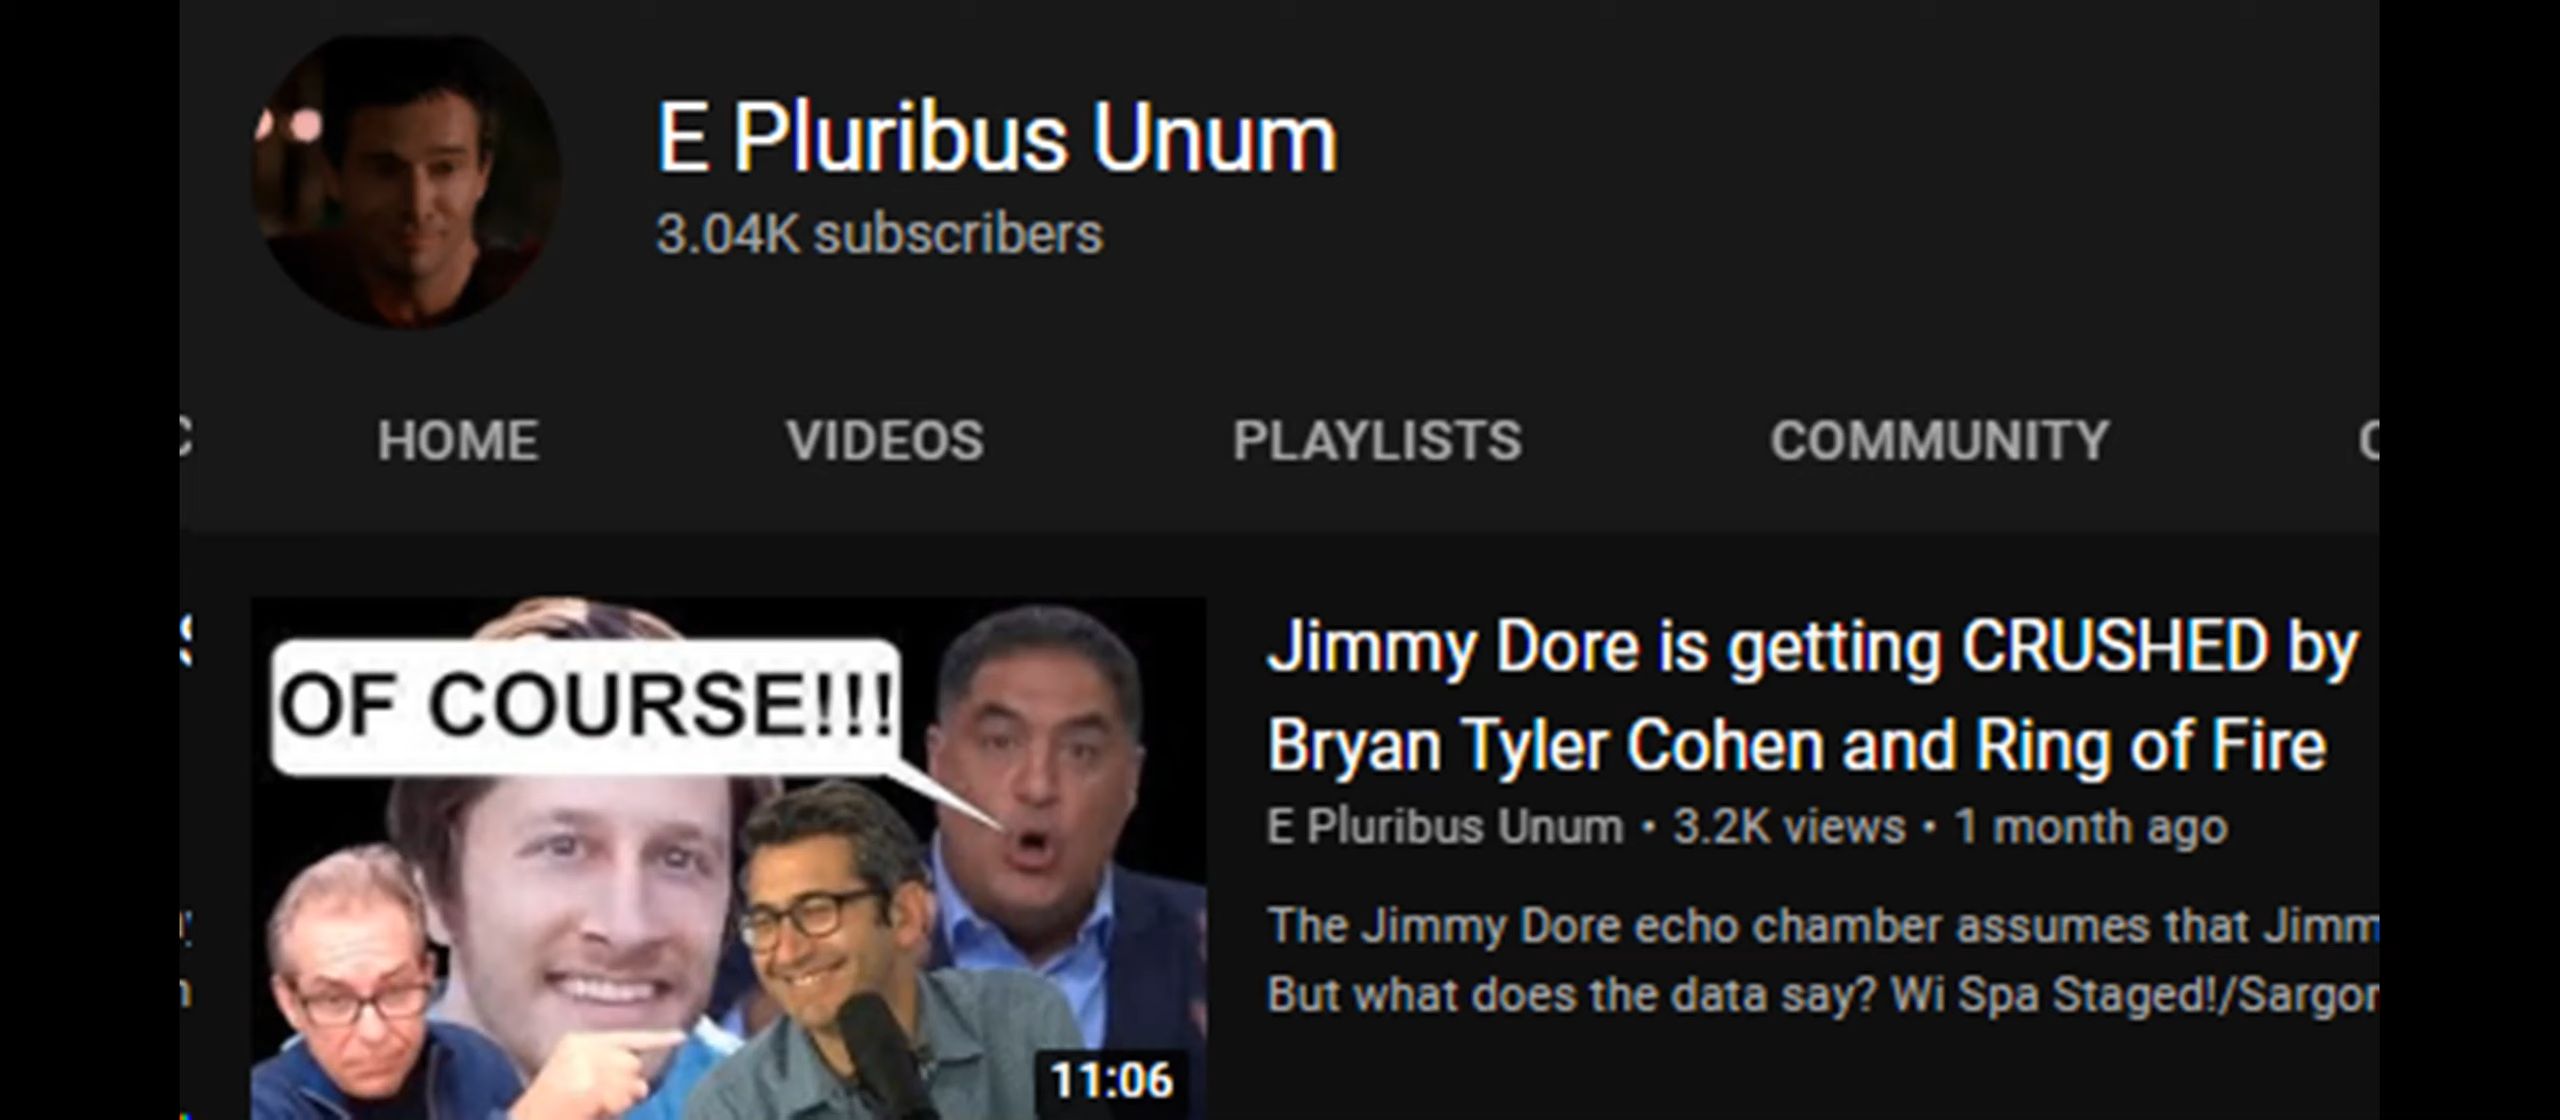 E Pluribus Unum
3.04K subscribers
HOME VIDEOS PLAYLISTS COMMUNITY
OF COURSE!!!
11:06
Jimmy Dore is getting CRUSHED by
Bryan Tyler Cohen and Ring of Fire
E Pluribus Unum • 3.2K views • 1 month ago
The Jimmy Dore echo chamber assumes that Jimm
But what does the data say? Wi Spa Staged!/Sargor